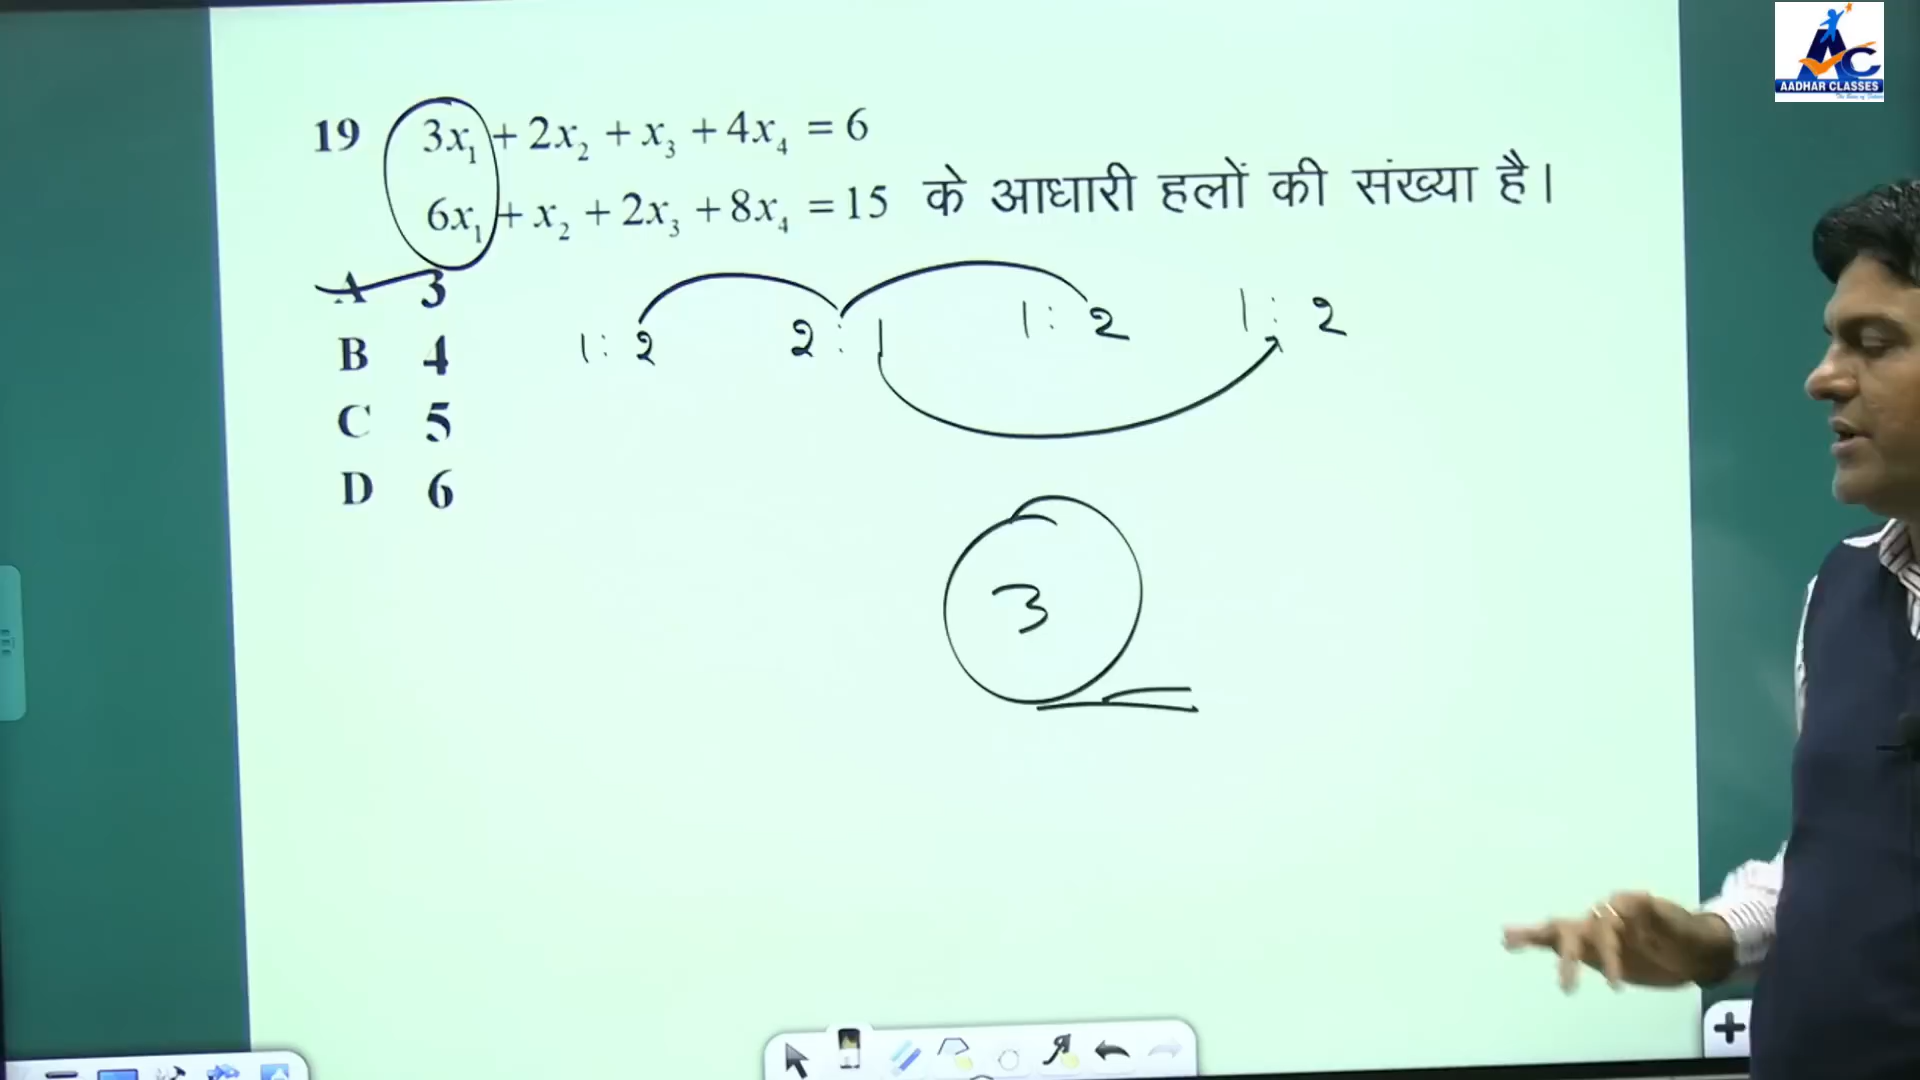 AC
AADHAR CLASSES
19 3x₁ + 2x₂ + x₃ + 4x₄ = 6
6x₁ + x₂ + 2x₃ + 8x₄ = 15 के आधारी हलों की संख्या है।
A 3
B 4
C 5
D 6
1 : 2 2 : 1 1 : 2 1 : 2
3